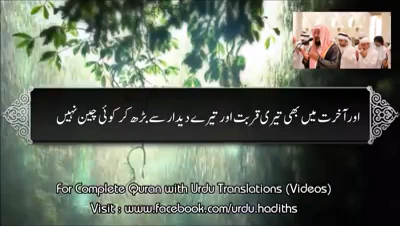 اور آخرت میں بھی تیری قربت اور تیرے دیدار سے بڑھ کر کوئی چین نہیں
For Complete Quran with Urdu Translations (Videos)
Visit : www.facebook.com/urdu.hadiths